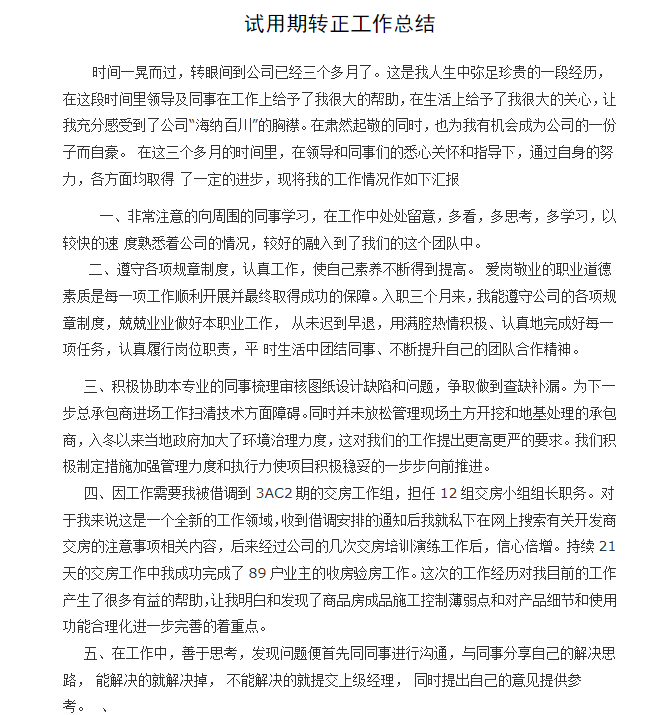 试用期转正工作总结
时间一晃而过，转眼间到公司已经三个多月了。这是我人生中弥足珍贵的一段经历，
在这段时间里领导及同事在工作上给予了我很大的帮助，在生活上给予了我很大的关心，让
我充分感受到了公司“海纳百川”的胸襟。在肃然起敬的同时，也为我有机会成为公司的一份
子而自豪。 在这三个多月的时间里，在领导和同事们的悉心关怀和指导下，通过自身的努
力，各方面均取得 了一定的进步，现将我的工作情况作如下汇报
一、非常注意的向周围的同事学习，在工作中处处留意，多看，多思考，多学习，以
较快的速 度熟悉着公司的情况，较好的融入到了我们的这个团队中。
二、遵守各项规章制度，认真工作，使自己素养不断得到提高。 爱岗敬业的职业道德
素质是每一项工作顺利开展并最终取得成功的保障。入职三个月来，我能遵守公司的各项规
章制度，兢兢业业做好本职业工作， 从未迟到早退，用满腔热情积极、认真地完成好每一
项任务，认真履行岗位职责，平 时生活中团结同事、不断提升自己的团队合作精神。
三、积极协助本专业的同事梳理审核图纸设计缺陷和问题，争取做到查缺补漏。为下一
步总承包商进场工作扫清技术方面障碍。同时并未放松管理现场土方开挖和地基处理的承包
商，入冬以来当地政府加大了环境治理力度，这对我们的工作提出更高更严的要求。我们积
极制定措施加强管理力度和执行力使项目积极稳妥的一步步向前推进。
四、因工作需要我被借调到 3AC2 期的交房工作组，担任 12 组交房小组组长职务。对
于我来说这是一个全新的工作领域，收到借调安排的通知后我就私下在网上搜索有关开发商
交房的注意事项相关内容，后来经过公司的几次交房培训演练工作后，信心倍增。持续 21
天的交房工作中我成功完成了 89 户业主的收房验房工作。这次的工作经历对我目前的工作
产生了很多有益的帮助，让我明白和发现了商品房成品施工控制薄弱点和对产品细节和使用
功能合理化进一步完善的着重点。
五、在工作中，善于思考，发现问题便首先同同事进行沟通，与同事分享自己的解决思
路， 能解决的就解决掉， 不能解决的就提交上级经理， 同时提出自己的意见提供参
考。 、